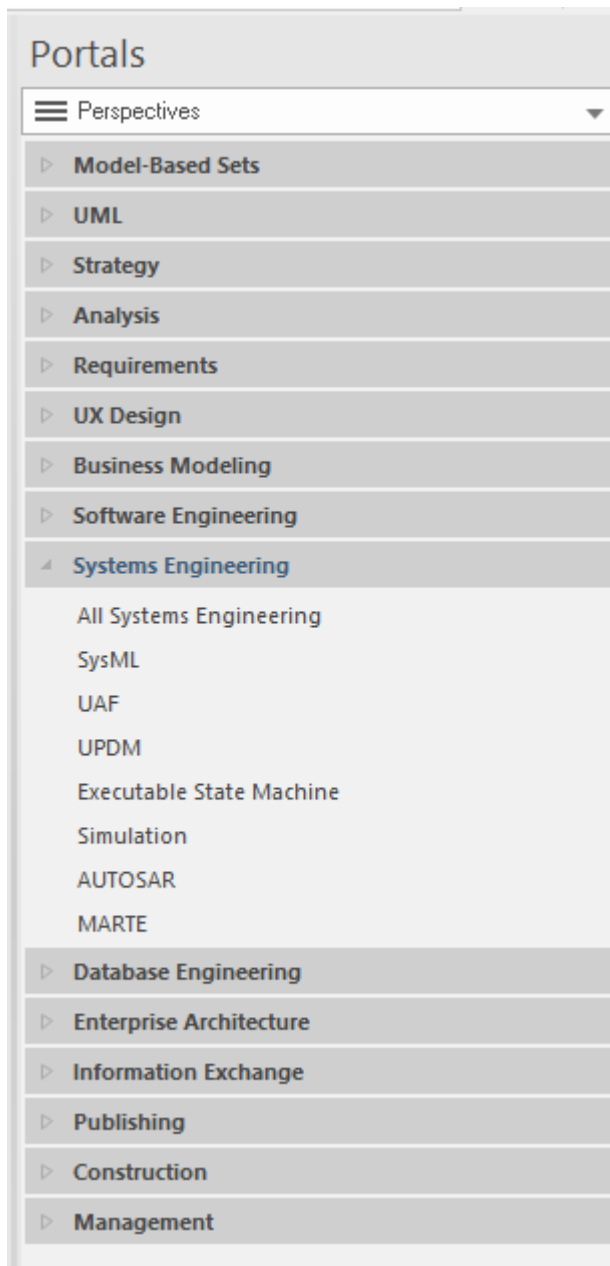 Portals
Perspectives
Model-Based Sets
UML
Strategy
Analysis
Requirements
UX Design
Business Modeling
Software Engineering
Systems Engineering
All Systems Engineering
SysML
UAF
UPDM
Executable State Machine
Simulation
AUTOSAR
MARTE
Database Engineering
Enterprise Architecture
Information Exchange
Publishing
Construction
Management